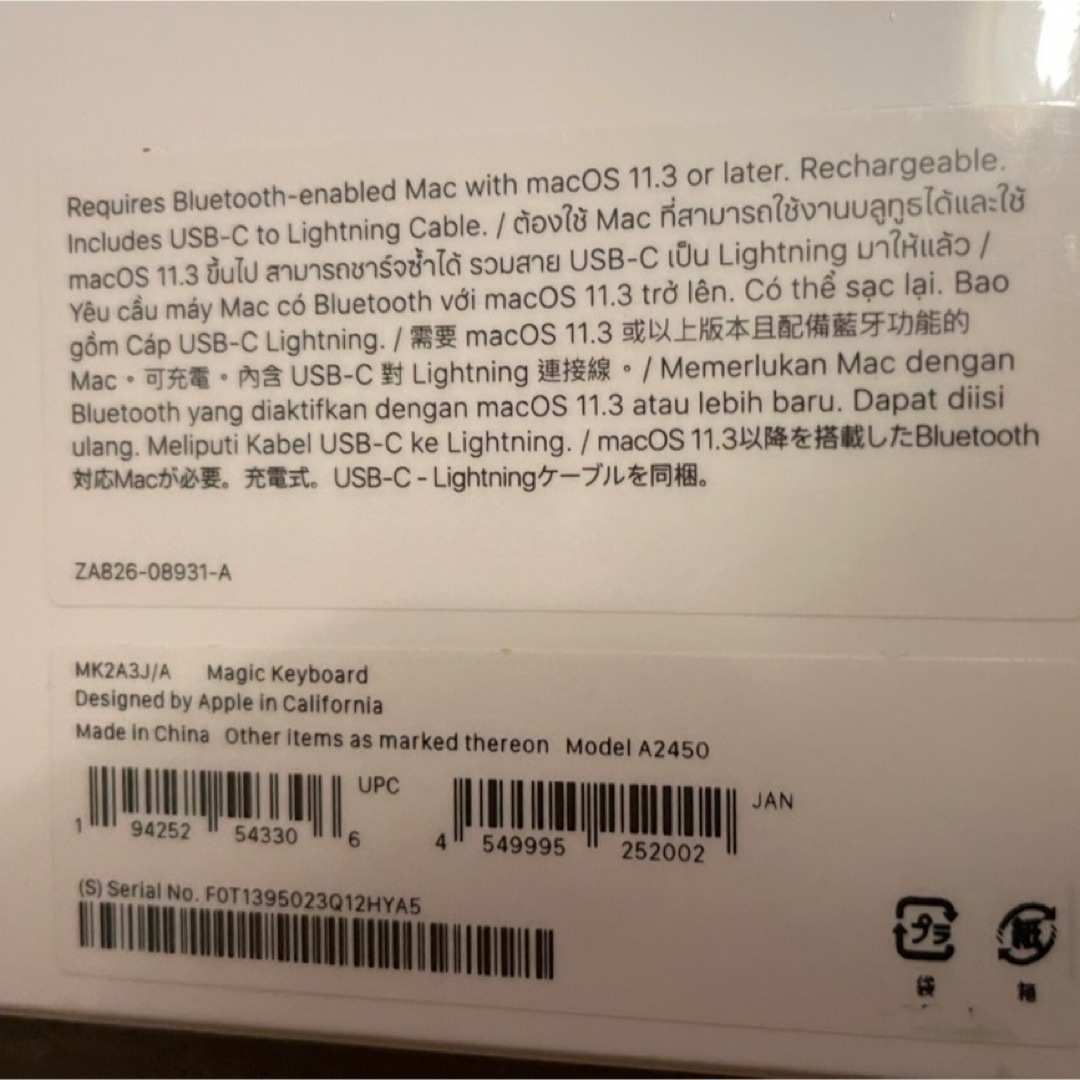 Requires Bluetooth-enabled Mac with macOS 11.3 or later. Rechargeable.
Includes USB-C to Lightning Cable. / ต้องใช้ Mac ที่สามารถใช้งานบลูทูธได้และใช้
macOS 11.3 ขึ้นไป สามารถชาร์จซ้ำได้ รวมสาย USB-C เป็น Lightning มาให้แล้ว /
Yêu cầu máy Mac có Bluetooth với macOS 11.3 trở lên. Có thể sạc lại. Bao
gồm Cáp USB-C Lightning. / 需要 macOS 11.3 或以上版本且配備藍牙功能的
Mac。可充電。內含 USB-C 對 Lightning 連接線。/ Memerlukan Mac dengan
Bluetooth yang diaktifkan dengan macOS 11.3 atau lebih baru. Dapat diisi
ulang. Meliputi Kabel USB-C ke Lightning. / macOS 11.3以降を搭載したBluetooth
対応Macが必要。充電式。USB-C - Lightningケーブルを同梱。
ZA826-08931-A
MK2A3J/A Magic Keyboard
Designed by Apple in California
Made in China Other items as marked thereon Model A2450
UPC
1 94252 54330 6
JAN
4 549995 252002
(S) Serial No. F0T1395023Q12HYA5
プラ 紙
袋 箱